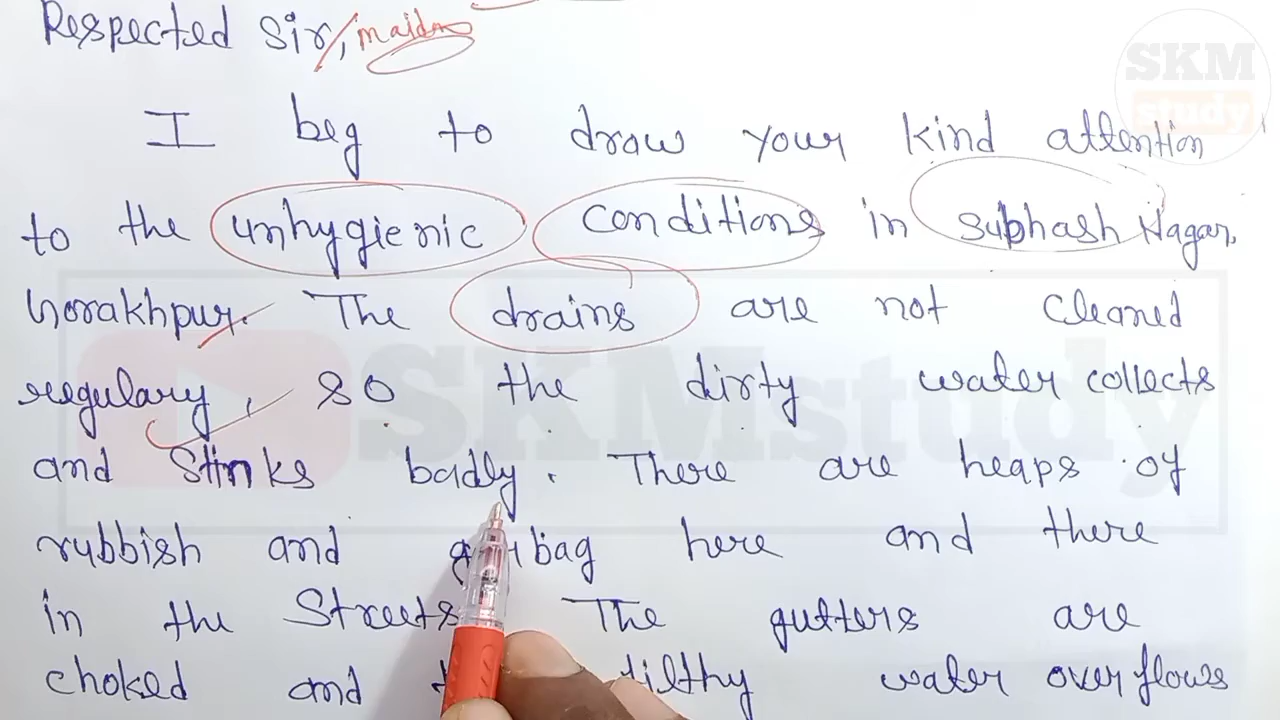 Respected Sir/, maidm
SKM
study
I beg to draw your kind attention
to the unhygienic conditions in Subhash Nagar,
Gorakhpur. The drains are not cleaned
regulary, so the dirty water collects
and Stinks badly. There are heaps of
rubbish and here and there
in the Streets The gutters are
choked and filthy water overflows
SKMstudy